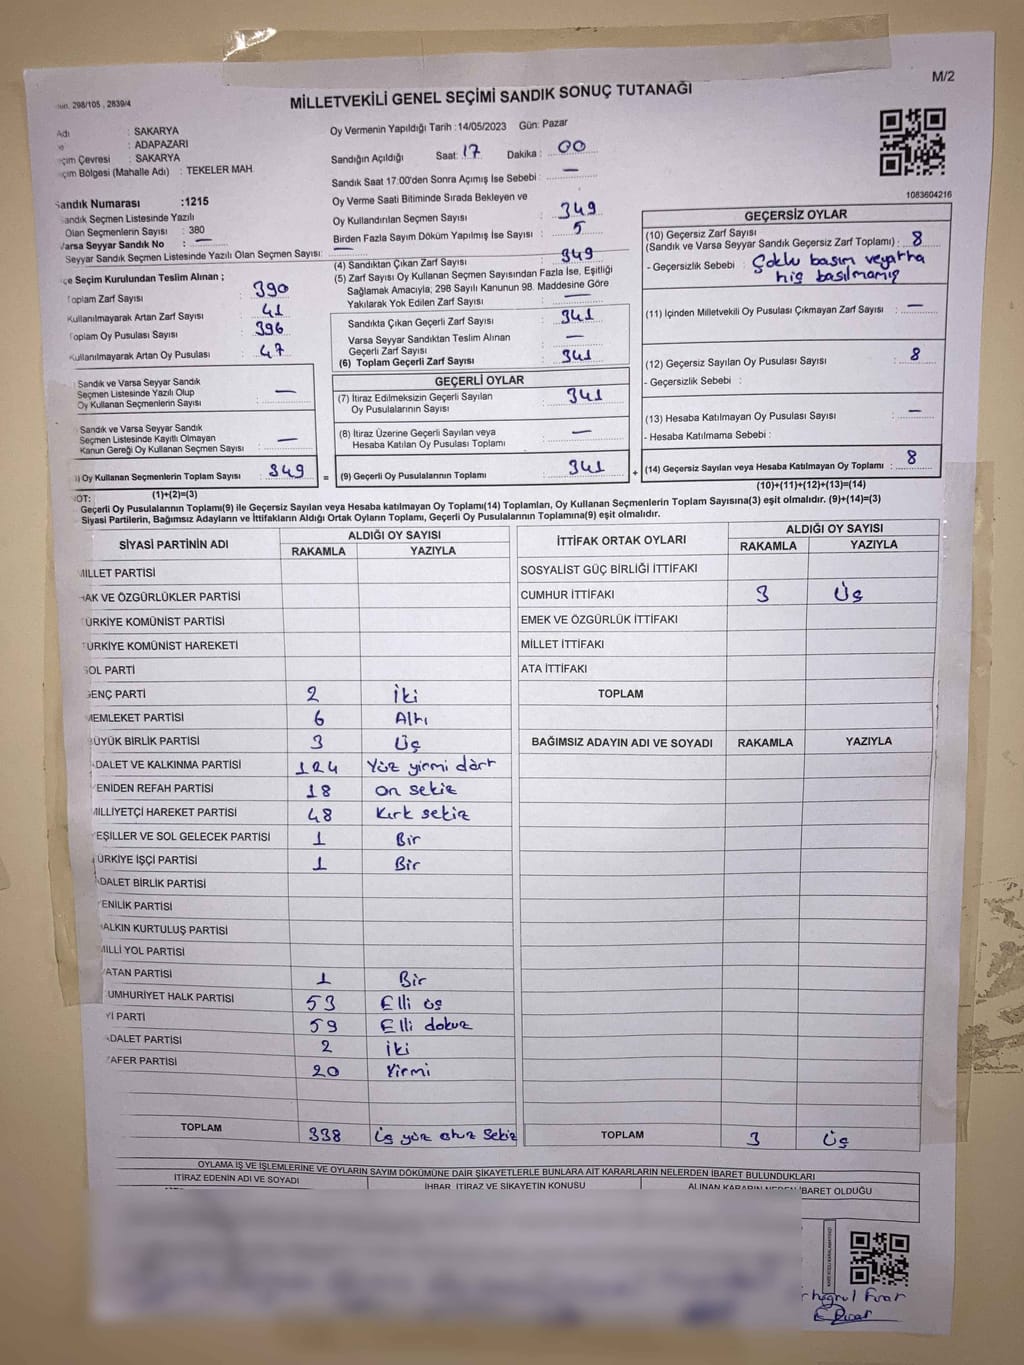 298/105 , 2839/4
M/2
MİLLETVEKİLİ GENEL SEÇİMİ SANDIK SONUÇ TUTANAĞI
Adı : SAKARYA
: ADAPAZARI
çim Çevresi : SAKARYA
çim Bölgesi (Mahalle Adı) : TEKELER MAH
Oy Vermenin Yapıldığı Tarih :14/05/2023 Gün: Pazar
Sandığın Açıldığı Saat: 17 Dakika : 00
Sandık Saat 17:00'den Sonra Açımış İse Sebebi : —
1083604216
Sandık Numarası :1215
andık Seçmen Listesinde Yazılı
Olan Seçmenlerin Sayısı : 380
Varsa Seyyar Sandık No : —
Seyyar Sandık Seçmen Listesinde Yazılı Olan Seçmen Sayısı: —
Oy Verme Saati Bitiminde Sırada Bekleyen ve
Oy Kullandırılan Seçmen Sayısı : 349
Birden Fazla Sayım Döküm Yapılmış İse Sayısı : 5
çe Seçim Kurulundan Teslim Alınan ;
Toplam Zarf Sayısı : 390
Kullanılmayarak Artan Zarf Sayısı : 41
Toplam Oy Pusulası Sayısı : 396
Kullanılmayarak Artan Oy Pusulası : 47
Sandık ve Varsa Seyyar Sandık
Seçmen Listesinde Yazılı Olup
Oy Kullanan Seçmenlerin Sayısı : —
Sandık ve Varsa Seyyar Sandık
Seçmen Listesinde Kayıtlı Olmayan
Kanun Gereği Oy Kullanan Seçmen Sayısı : —
Oy Kullanan Seçmenlerin Toplam Sayısı : 349 =
(1)+(2)=(3)
(4) Sandıktan Çıkan Zarf Sayısı : 349
(5) Zarf Sayısı Oy Kullanan Seçmen Sayısından Fazla İse, Eşitliği
Sağlamak Amacıyla; 298 Sayılı Kanunun 98. Maddesine Göre
Yakılarak Yok Edilen Zarf Sayısı : —
Sandıkta Çıkan Geçerli Zarf Sayısı : 341
Varsa Seyyar Sandıktan Teslim Alınan
Geçerli Zarf Sayısı : —
(6) Toplam Geçerli Zarf Sayısı : 341
GEÇERLİ OYLAR
(7) İtiraz Edilmeksizin Geçerli Sayılan
Oy Pusulalarının Sayısı : 341
(8) İtiraz Üzerine Geçerli Sayılan veya
Hesaba Katılan Oy Pusulası Toplamı : —
(9) Geçerli Oy Pusulalarının Toplamı : 341 +
GEÇERSİZ OYLAR
(10) Geçersiz Zarf Sayısı
(Sandık ve Varsa Seyyar Sandık Geçersiz Zarf Toplamı) : 8
- Geçersizlik Sebebi : Çoklu basım veyatha
hiç basılmamış
(11) İçinden Milletvekili Oy Pusulası Çıkmayan Zarf Sayısı : —
(12) Geçersiz Sayılan Oy Pusulası Sayısı : 8
- Geçersizlik Sebebi :
(13) Hesaba Katılmayan Oy Pusulası Sayısı : —
- Hesaba Katılmama Sebebi :
(14) Geçersiz Sayılan veya Hesaba Katılmayan Oy Toplamı : 8
(10)+(11)+(12)+(13)=(14)
NOT:
Geçerli Oy Pusulalarının Toplamı(9) ile Geçersiz Sayılan veya Hesaba katılmayan Oy Toplamı(14) Toplamları, Oy Kullanan Seçmenlerin Toplam Sayısına(3) eşit olmalıdır. (9)+(14)=(3)
Siyasi Partilerin, Bağımsız Adayların ve İttifakların Aldığı Ortak Oyların Toplamı, Geçerli Oy Pusulalarının Toplamına(9) eşit olmalıdır.
SİYASİ PARTİNİN ADI ALDIĞI OY SAYISI
RAKAMLA YAZIYLA
MİLLET PARTİSİ
HAK VE ÖZGÜRLÜKLER PARTİSİ
TÜRKİYE KOMÜNİST PARTİSİ
TÜRKİYE KOMÜNİST HAREKETİ
SOL PARTİ
GENÇ PARTİ 2 İki
MEMLEKET PARTİSİ 6 Altı
ÜYÜK BİRLİK PARTİSİ 3 Üç
ADALET VE KALKINMA PARTİSİ 124 Yüz yirmi dört
YENİDEN REFAH PARTİSİ 18 on sekiz
MİLLİYETÇİ HAREKET PARTİSİ 48 Kırk sekiz
YEŞİLLER VE SOL GELECEK PARTİSİ 1 Bir
ÜRKİYE İŞÇİ PARTİSİ 1 Bir
ADALET BİRLİK PARTİSİ
YENİLİK PARTİSİ
ALKIN KURTULUŞ PARTİSİ
MİLLİ YOL PARTİSİ
VATAN PARTİSİ 1 Bir
UMHURİYET HALK PARTİSİ 53 Elli üç
Yİ PARTİ 59 Elli dokuz
ADALET PARTİSİ 2 iki
ZAFER PARTİSİ 20 Yirmi
TOPLAM 338 üç yüz otuz Sekiz
İTTİFAK ORTAK OYLARI ALDIĞI OY SAYISI
RAKAMLA YAZIYLA
SOSYALİST GÜÇ BİRLİĞİ İTTİFAKI
CUMHUR İTTİFAKI 3 Üç
EMEK VE ÖZGÜRLÜK İTTİFAKI
MİLLET İTTİFAKI
ATA İTTİFAKI
TOPLAM
BAĞIMSIZ ADAYIN ADI VE SOYADI RAKAMLA YAZIYLA
TOPLAM 3 üç
OYLAMA İŞ VE İŞLEMLERİNE VE OYLARIN SAYIM DÖKÜMÜNE DAİR ŞİKAYETLERLE BUNLARA AİT KARARLARIN NELERDEN İBARET BULUNDUKLARI
İTİRAZ EDENİN ADI VE SOYADI İHBAR, İTİRAZ VE ŞİKAYETİN KONUSU ALINAN KARARIN NEDEN İBARET OLDUĞU
Fırat